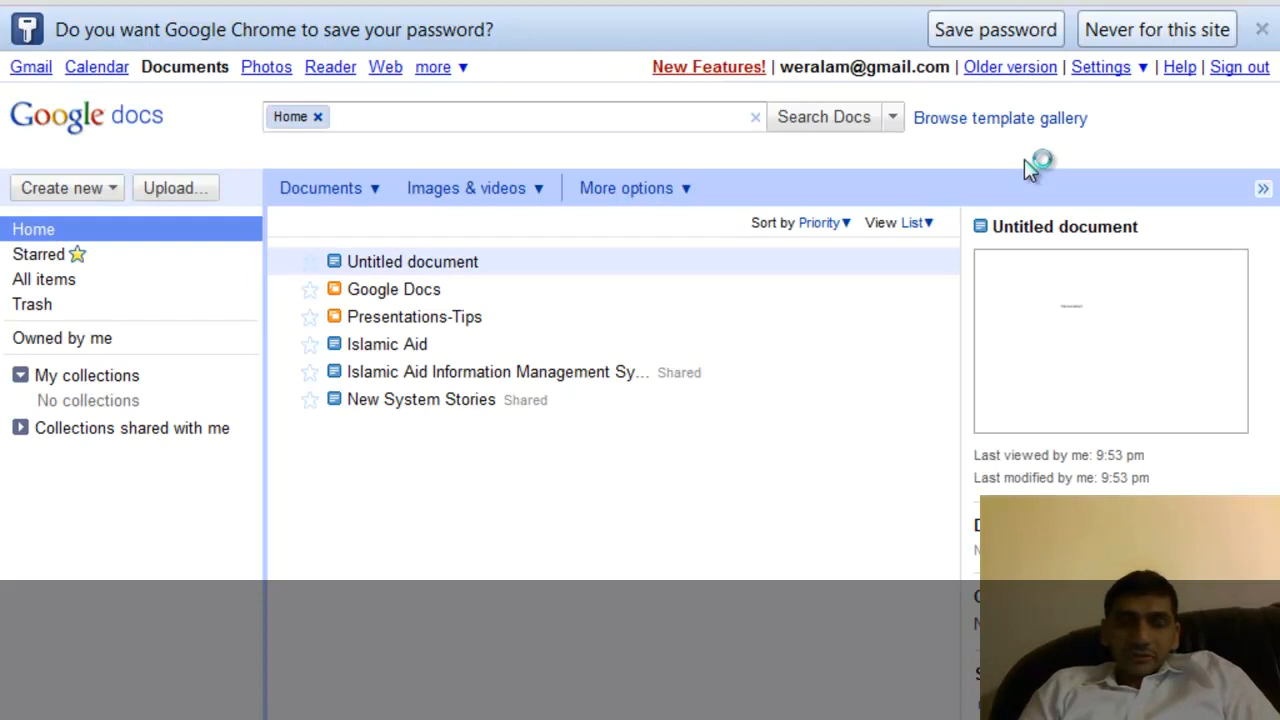 Do you want Google Chrome to save your password? Save password Never for this site
Gmail Calendar Documents Photos Reader Web more New Features! | weralam@gmail.com | Older version | Settings | Help | Sign out
Google docs Home Search Docs Browse template gallery
Create new Upload... Documents Images & videos More options
Home
Starred
All items
Trash
Owned by me
My collections
No collections
Collections shared with me
Sort by Priority View List
Untitled document
Google Docs
Presentations-Tips
Islamic Aid
Islamic Aid Information Management Sy... Shared
New System Stories Shared
Untitled document
Last viewed by me: 9:53 pm
Last modified by me: 9:53 pm